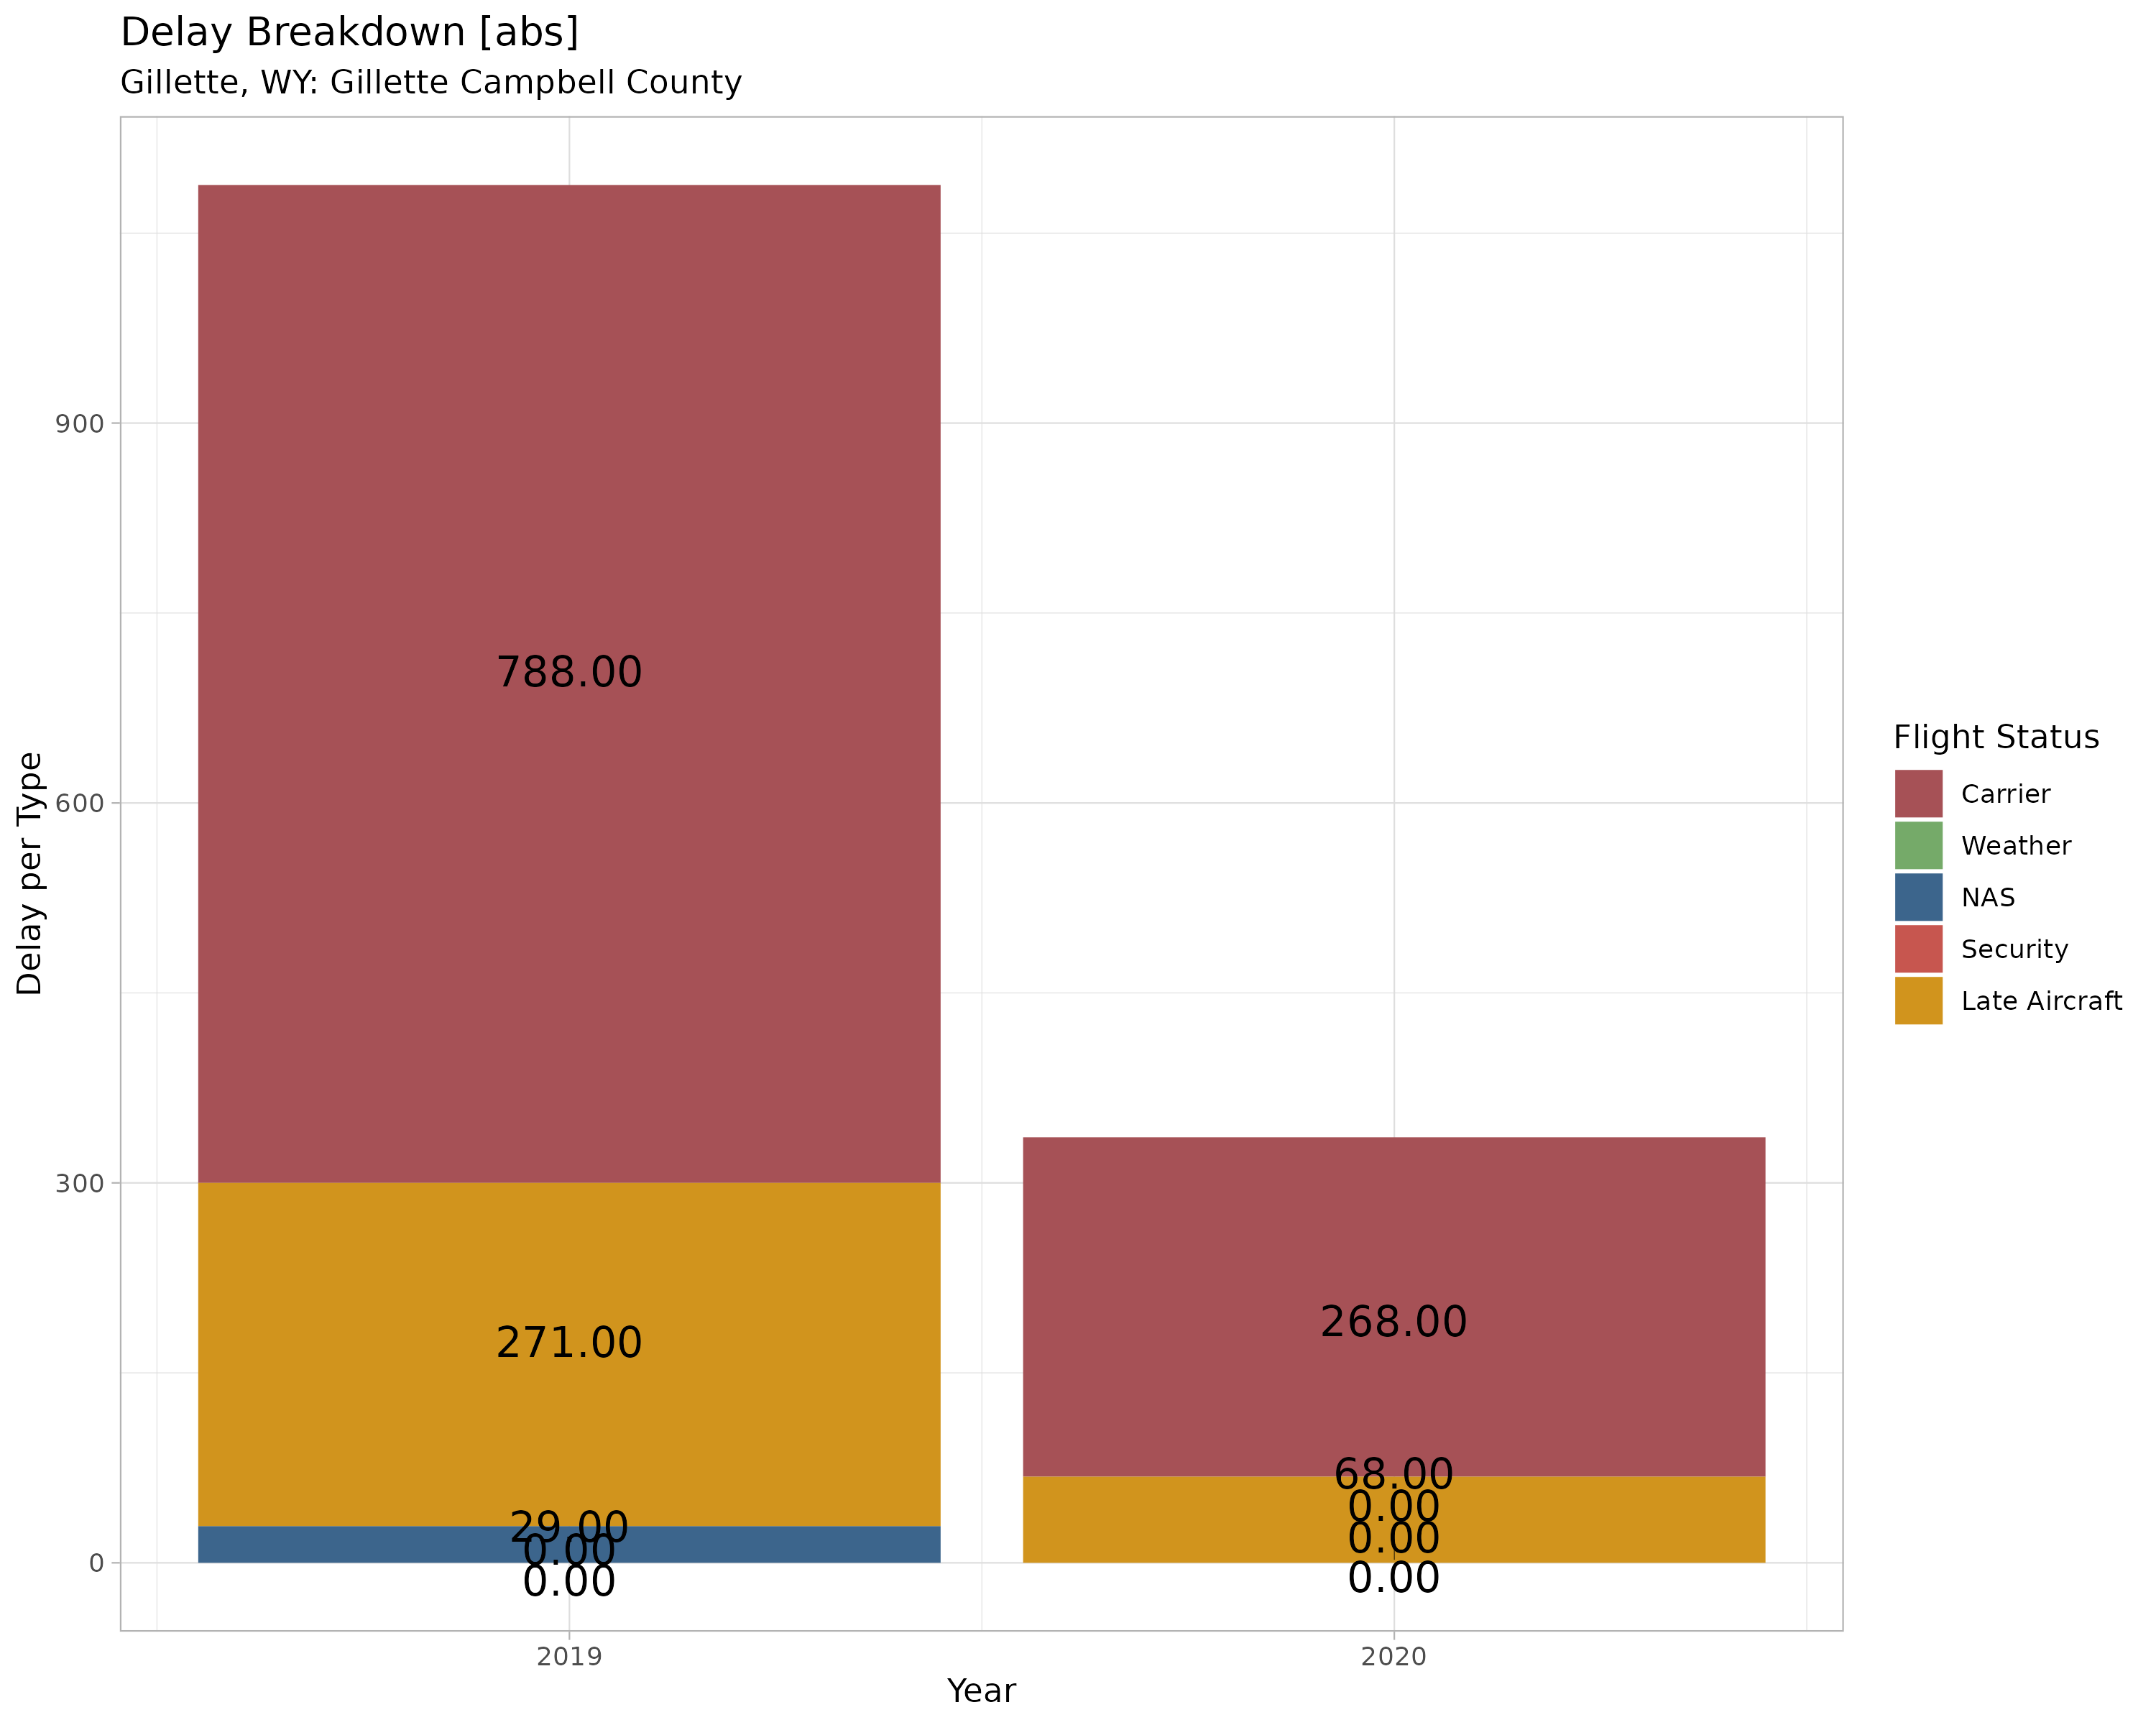 Delay Breakdown [abs]
Gillette, WY: Gillette Campbell County
Delay per Type
900
600
300
0
788.00
271.00
29.00
0.00
0.00
268.00
68.00
0.00
0.00
0.00
2019
2020
Year
Flight Status
Carrier
Weather
NAS
Security
Late Aircraft